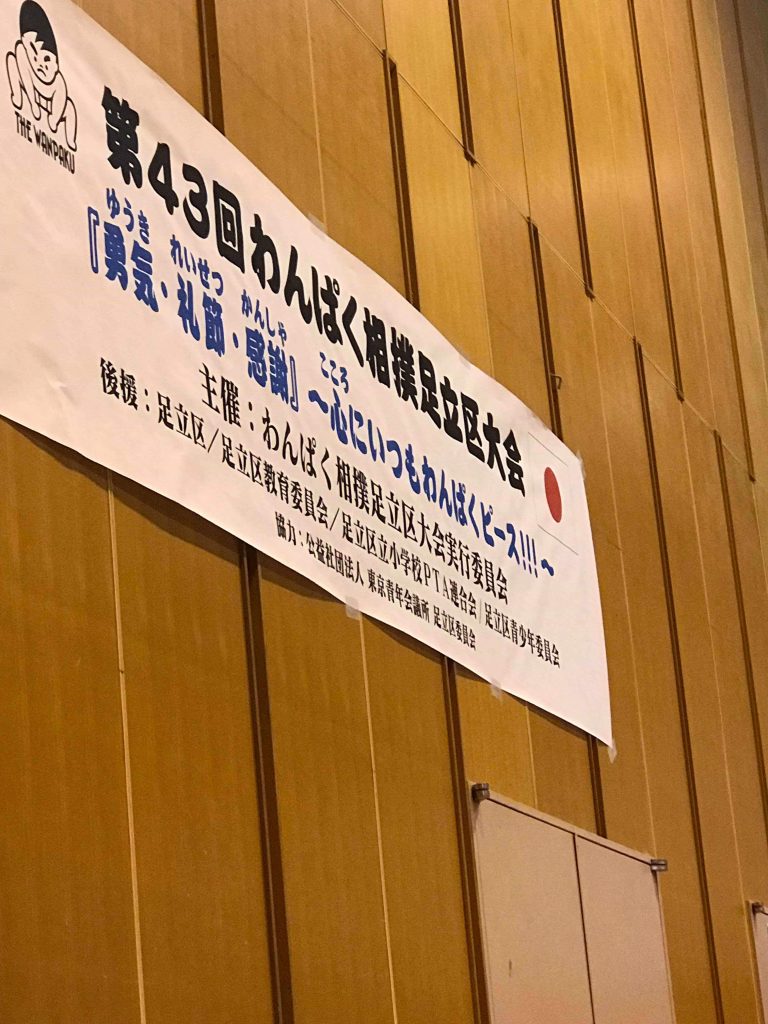 THE WANPAKU
第43回わんぱく相撲足立区大会
ゆうき れいせつ かんしゃ こころ
『勇気・礼節・感謝』～心にいつもわんぱくピース!!!～
主催：わんぱく相撲足立区大会実行委員会
後援：足立区／足立区教育委員会／足立区立小学校PTA連合会／足立区青少年委員会
協力：公益社団法人 東京青年会議所 足立区委員会